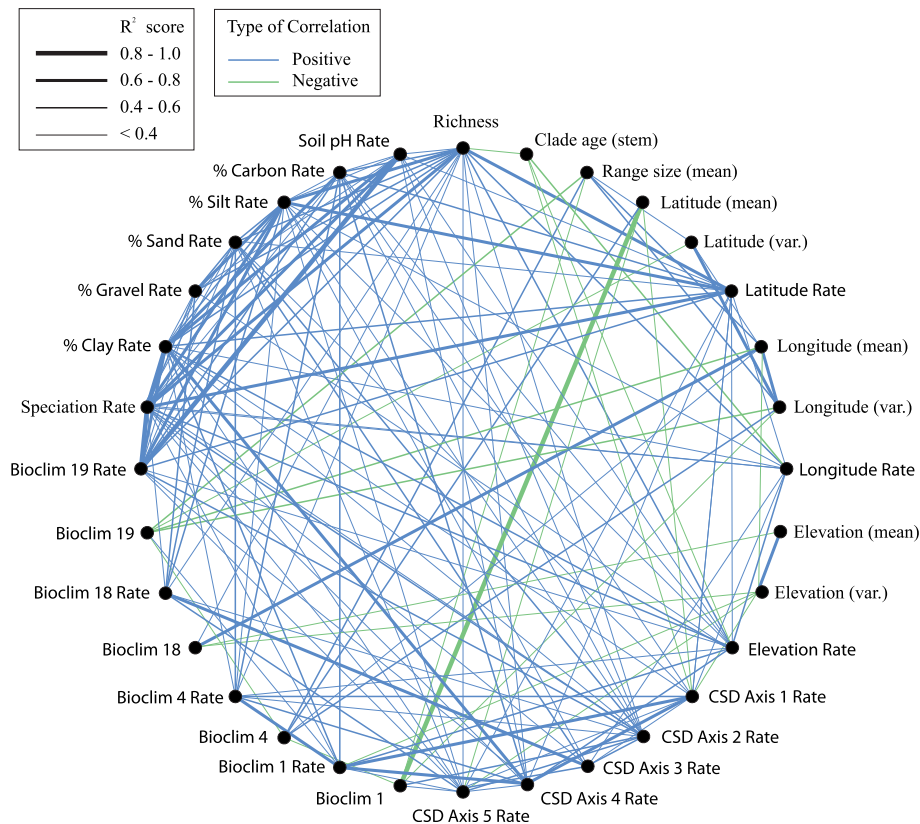 R² score
0.8 - 1.0
0.6 - 0.8
0.4 - 0.6
< 0.4
Type of Correlation
Positive
Negative
Richness
Clade age (stem)
Range size (mean)
Latitude (mean)
Latitude (var.)
Latitude Rate
Longitude (mean)
Longitude (var.)
Longitude Rate
Elevation (mean)
Elevation (var.)
Elevation Rate
CSD Axis 1 Rate
CSD Axis 2 Rate
CSD Axis 3 Rate
CSD Axis 4 Rate
CSD Axis 5 Rate
Bioclim 1
Bioclim 1 Rate
Bioclim 4
Bioclim 4 Rate
Bioclim 18
Bioclim 18 Rate
Bioclim 19
Bioclim 19 Rate
Speciation Rate
% Clay Rate
% Gravel Rate
% Sand Rate
% Silt Rate
% Carbon Rate
Soil pH Rate